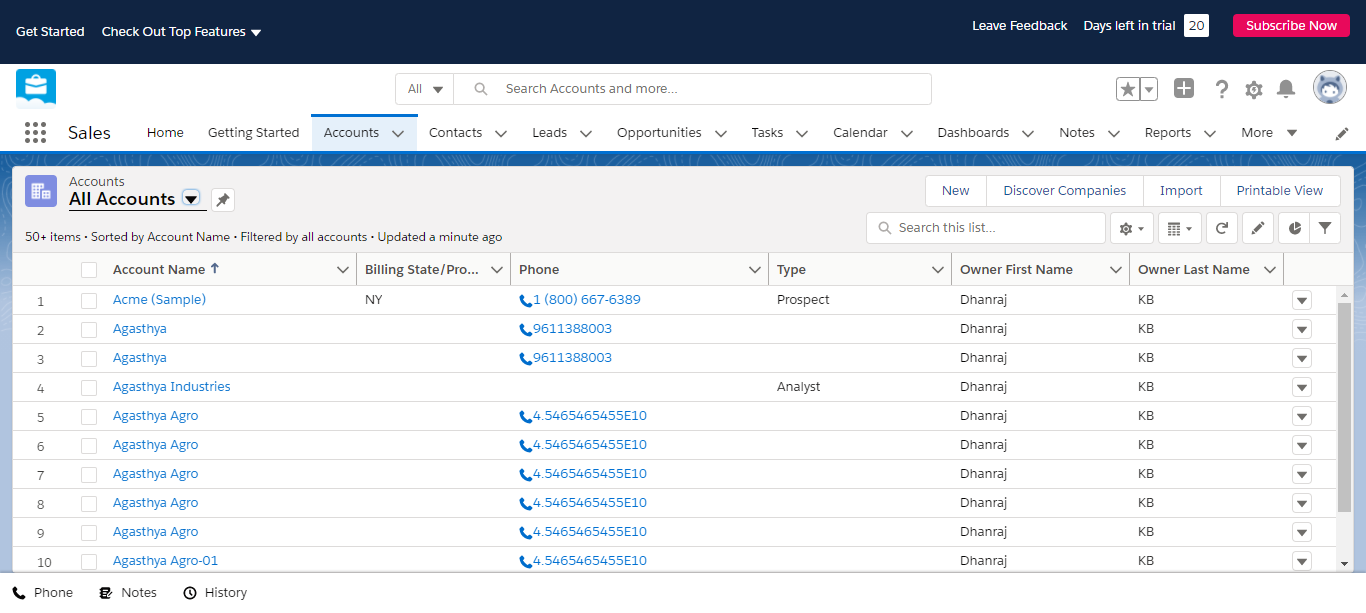 Get Started Check Out Top Features Leave Feedback Days left in trial 20 Subscribe Now
All Search Accounts and more...
Sales Home Getting Started Accounts Contacts Leads Opportunities Tasks Calendar Dashboards Notes Reports More
Accounts
All Accounts
New Discover Companies Import Printable View
50+ items • Sorted by Account Name • Filtered by all accounts • Updated a minute ago
Search this list...
Account Name Billing State/Pro... Phone Type Owner First Name Owner Last Name
1 Acme (Sample) NY 1 (800) 667-6389 Prospect Dhanraj KB
2 Agasthya 9611388003 Dhanraj KB
3 Agasthya 9611388003 Dhanraj KB
4 Agasthya Industries Analyst Dhanraj KB
5 Agasthya Agro 4.5465465455E10 Dhanraj KB
6 Agasthya Agro 4.5465465455E10 Dhanraj KB
7 Agasthya Agro 4.5465465455E10 Dhanraj KB
8 Agasthya Agro 4.5465465455E10 Dhanraj KB
9 Agasthya Agro 4.5465465455E10 Dhanraj KB
10 Agasthya Agro-01 4.5465465455E10 Dhanraj KB
Phone Notes History